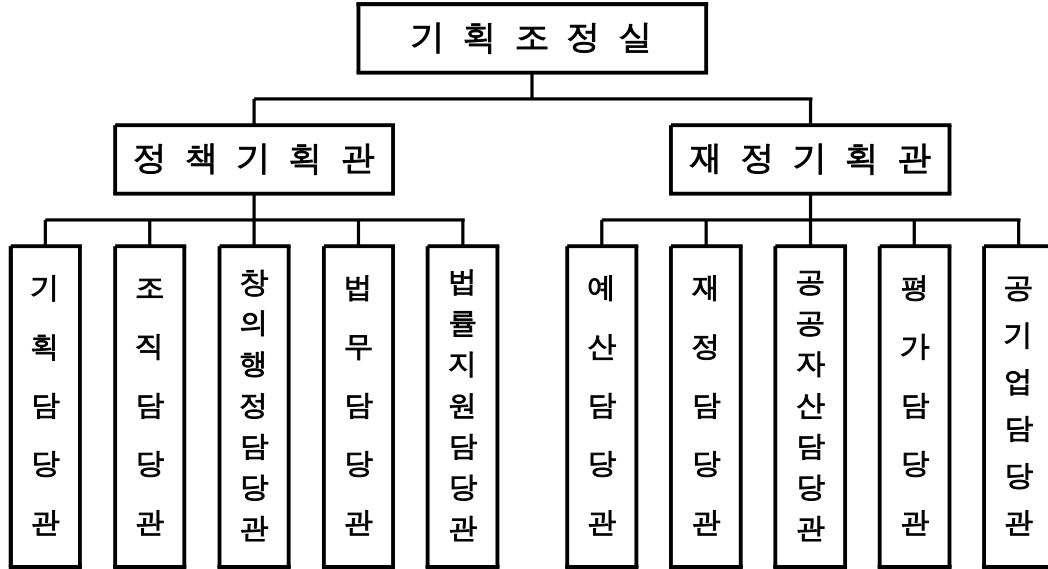 기획조정실
정책기획관
재정기획관
기획담당관
조직담당관
창의행정담당관
법무담당관
법률지원담당관
예산담당관
재정담당관
공공자산담당관
평가담당관
공기업담당관